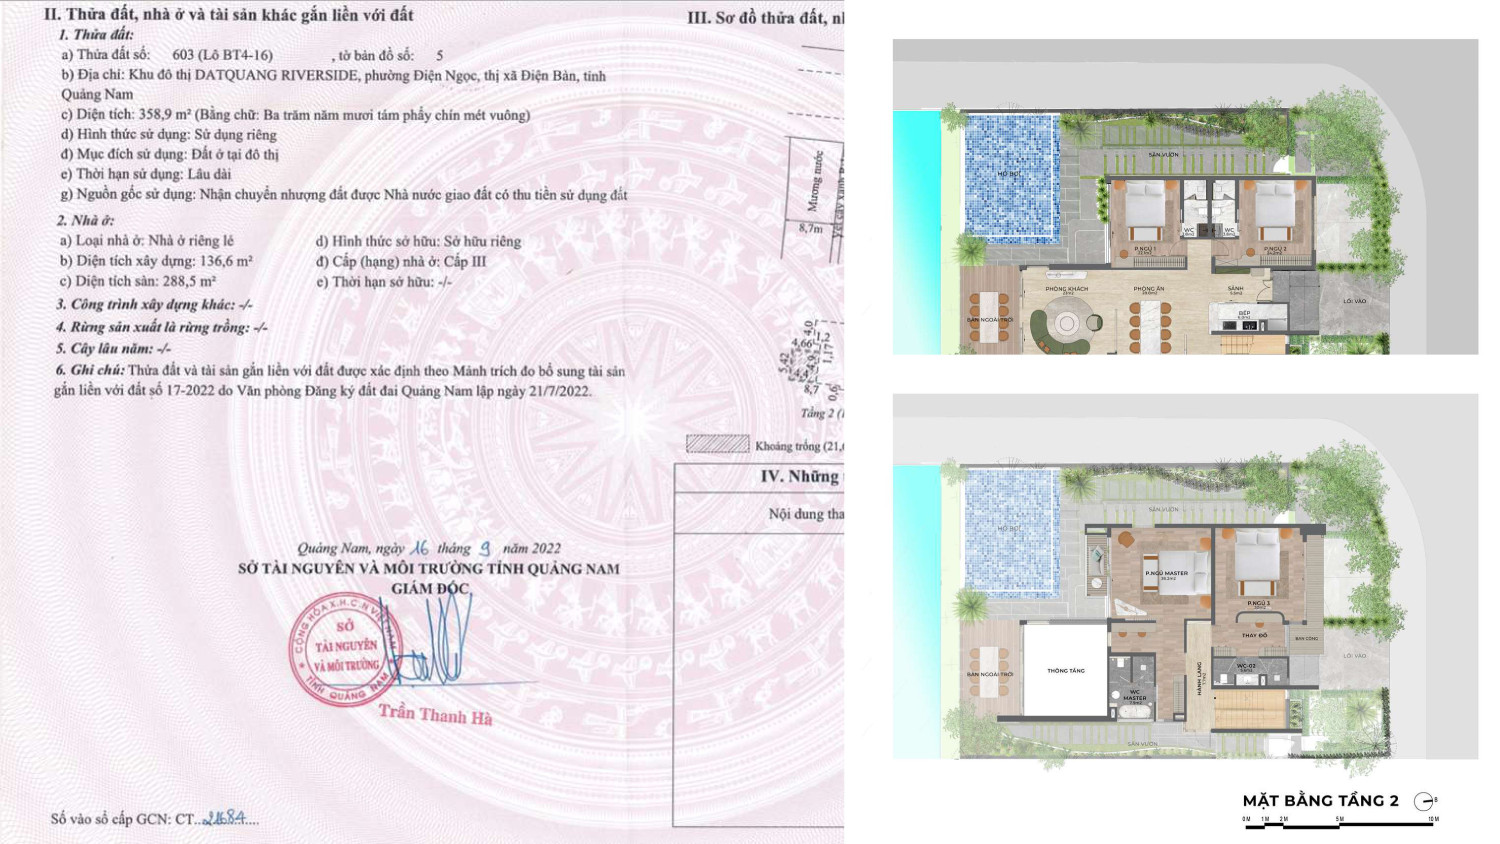 II. Thửa đất, nhà ở và tài sản khác gắn liền với đất
1. Thửa đất:
a) Thửa đất số: 603 (Lô BT4-16) , tờ bản đồ số: 5
b) Địa chỉ: Khu đô thị DATQUANG RIVERSIDE, phường Điện Ngọc, thị xã Điện Bàn, tỉnh
Quảng Nam
c) Diện tích: 358,9 m² (Bằng chữ: Ba trăm năm mươi tám phẩy chín mét vuông)
d) Hình thức sử dụng: Sử dụng riêng
đ) Mục đích sử dụng: Đất ở tại đô thị
e) Thời hạn sử dụng: Lâu dài
g) Nguồn gốc sử dụng: Nhận chuyển nhượng đất được Nhà nước giao đất có thu tiền sử dụng đất
2. Nhà ở:
a) Loại nhà ở: Nhà ở riêng lẻ d) Hình thức sở hữu: Sở hữu riêng
b) Diện tích xây dựng: 136,6 m² đ) Cấp (hạng) nhà ở: Cấp III
c) Diện tích sàn: 288,5 m² e) Thời hạn sở hữu: -/-
3. Công trình xây dựng khác: -/-
4. Rừng sản xuất là rừng trồng: -/-
5. Cây lâu năm: -/-
6. Ghi chú: Thửa đất và tài sản gắn liền với đất được xác định theo Mảnh trích đo bổ sung tài sản
gắn liền với đất số 17-2022 do Văn phòng Đăng ký đất đai Quảng Nam lập ngày 21/7/2022.
Quảng Nam, ngày 16 tháng 9 năm 2022
SỞ TÀI NGUYÊN VÀ MÔI TRƯỜNG TỈNH QUẢNG NAM
GIÁM ĐỐC
CỘNG HÒA X.H.C.N VIỆT NAM
SỞ
TÀI NGUYÊN
VÀ MÔI TRƯỜNG
TỈNH QUẢNG NAM
Trần Thanh Hà
Số vào sổ cấp GCN: CT..21684....
III. Sơ đồ thửa đất, n
Mương nước
8,7m
4,0
4,66
1,2
1,17
5,42
4,9
4,4
8,7
0,6
Tầng 2 (
Khoảng trống (21,
IV. Những
Nội dung tha
HỒ BƠI
SÂN VƯỜN
WC
WC
P.NGỦ 1
P.NGỦ 2
PHÒNG KHÁCH
PHÒNG ĂN
SẢNH
BẾP
LỐI VÀO
BÀN NGOÀI TRỜI
HỒ BƠI
SÂN VƯỜN
P.NGỦ MASTER
P.NGỦ 3
THAY ĐỒ
BAN CÔNG
LỐI VÀO
THÔNG TẦNG
BÀN NGOÀI TRỜI
WC
MASTER
HÀNH LANG
WC-02
SÂN VƯỜN
MẶT BẰNG TẦNG 2
B
0 M 1 M 2 M 5 M 10 M